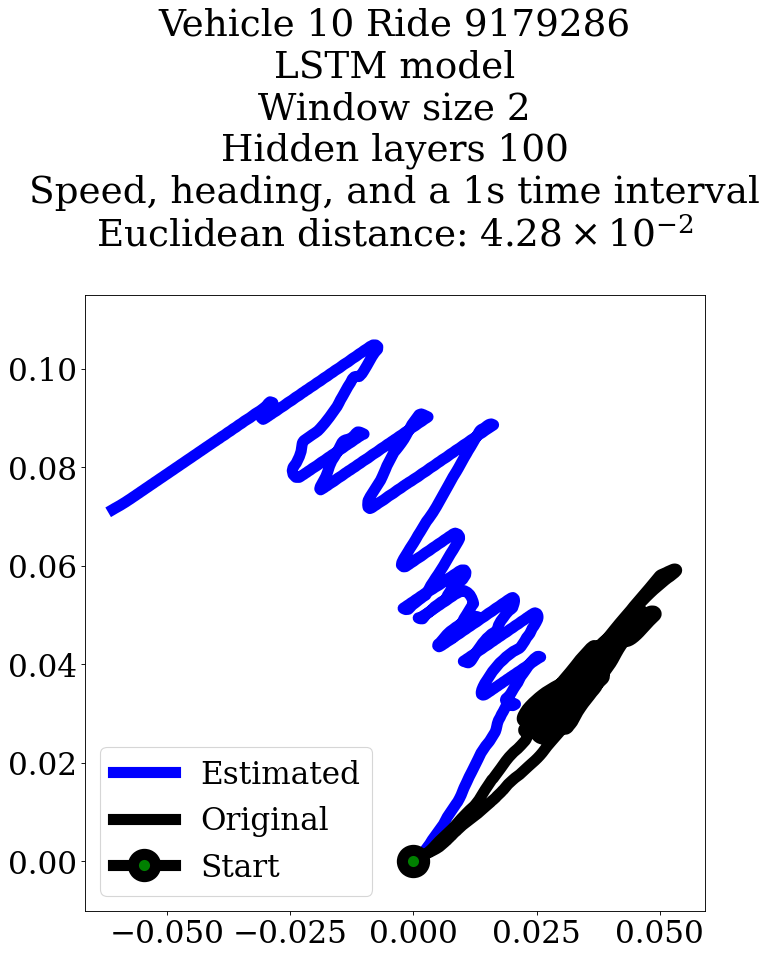 Vehicle 10 Ride 9179286
LSTM model
Window size 2
Hidden layers 100
Speed, heading, and a 1s time interval
Euclidean distance: 4.28 × 10⁻²
0.10
0.08
0.06
0.04
0.02
0.00
Estimated
Original
Start
−0.050 −0.025 0.000 0.025 0.050